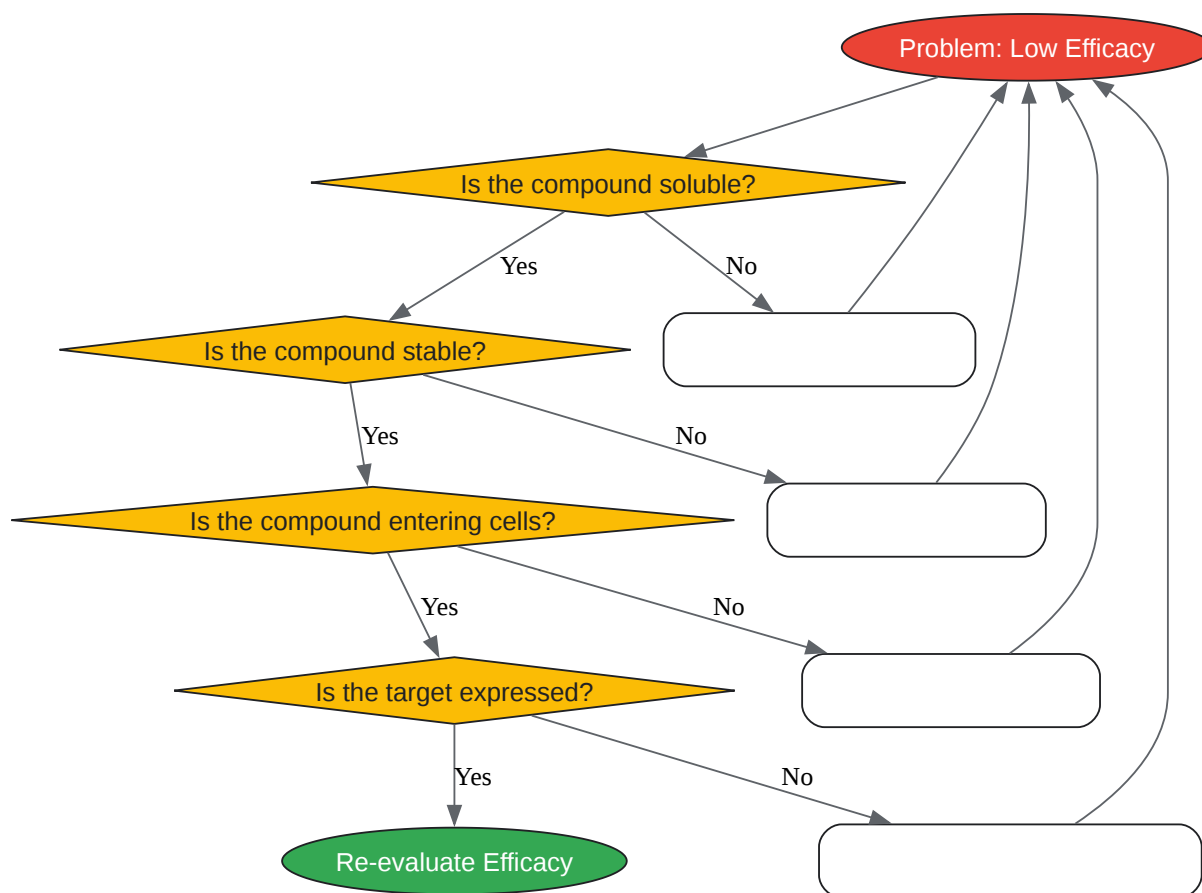 Problem: Low Efficacy
Is the compound soluble?
Yes
No
Is the compound stable?
Yes
No
Is the compound entering cells?
Yes
No
Is the target expressed?
Yes
No
Re-evaluate Efficacy